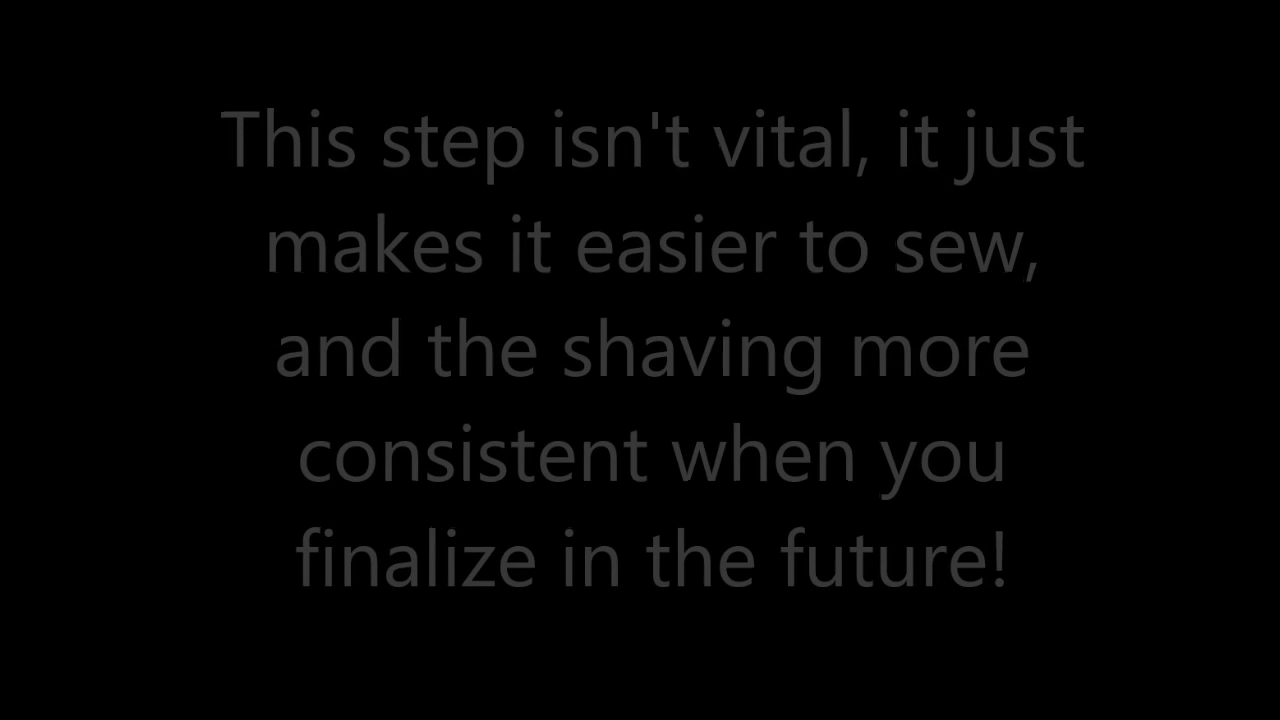 This step isn't vital, it just
makes it easier to sew,
and the shaving more
consistent when you
finalize in the future!